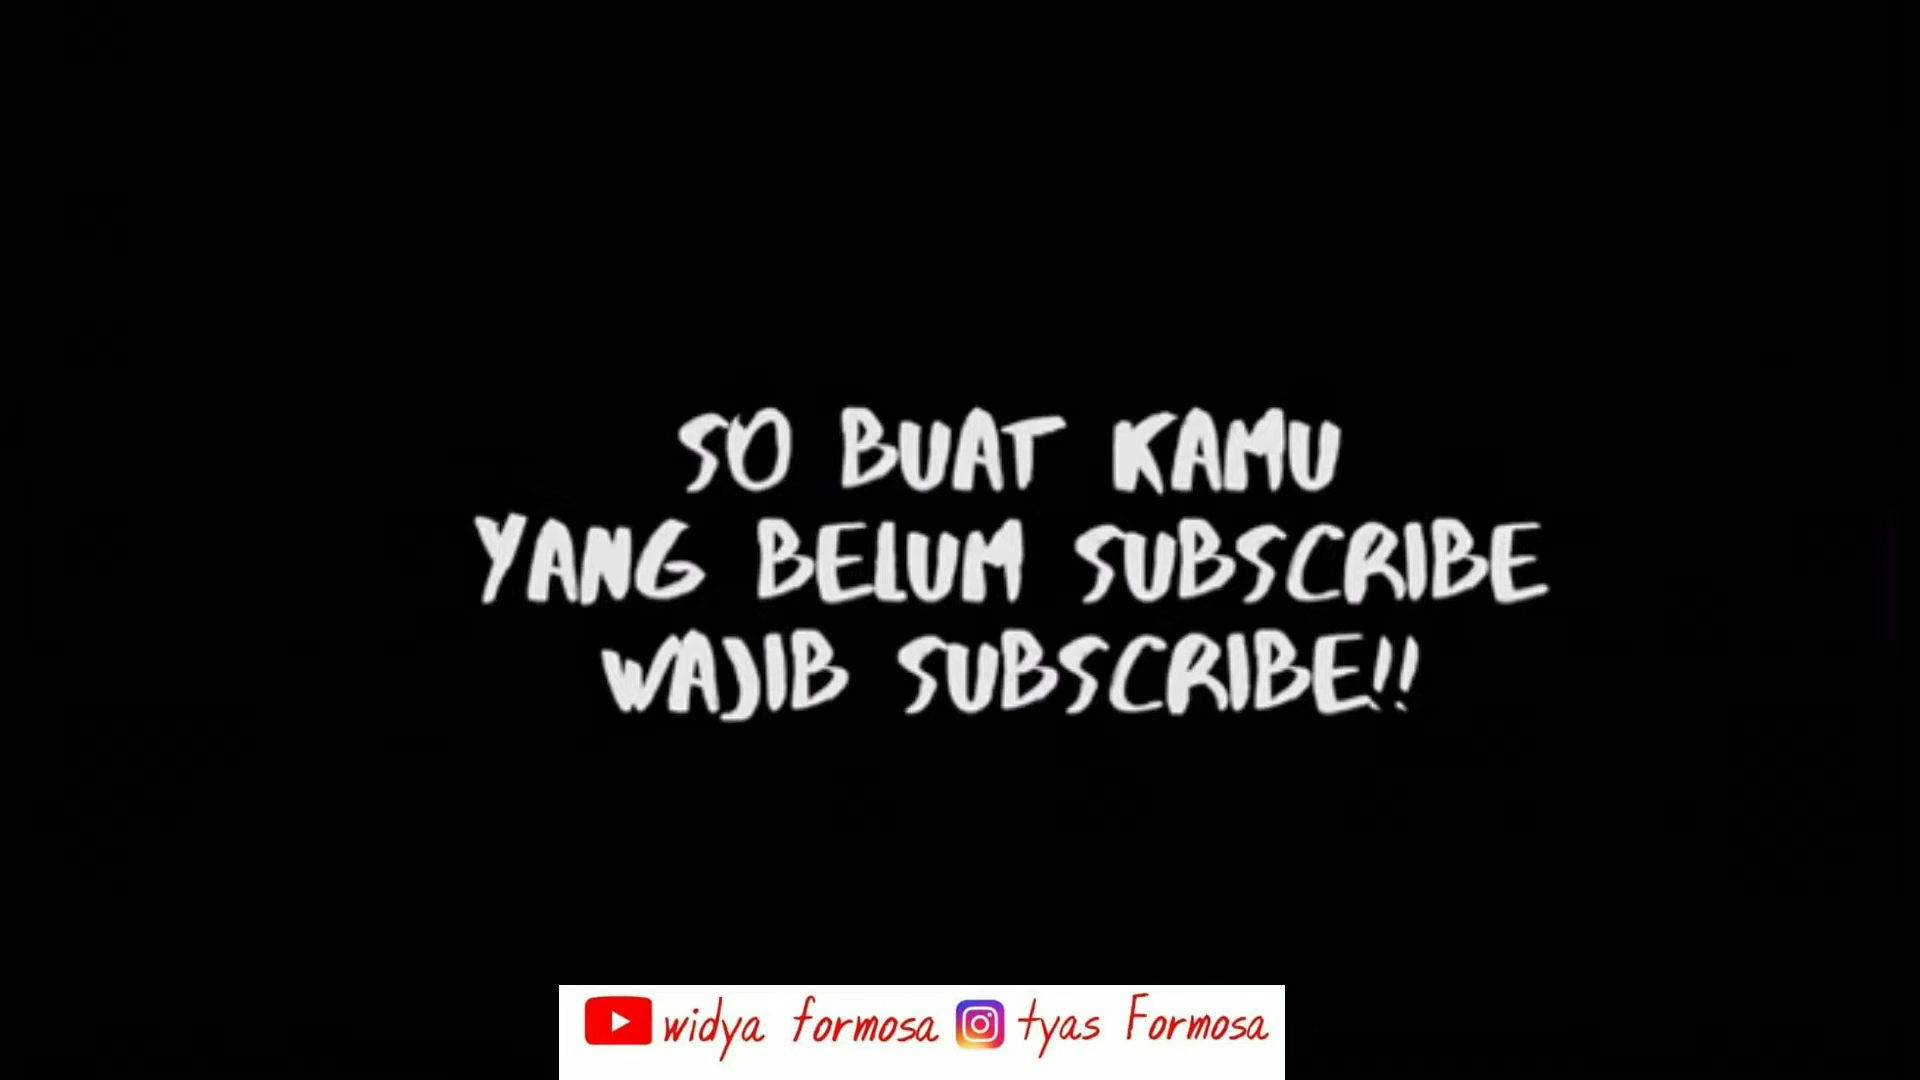 SO BUAT KAMU
YANG BELUM SUBSCRIBE
WAJIB SUBSCRIBE!!
widya formosa tyas Formosa